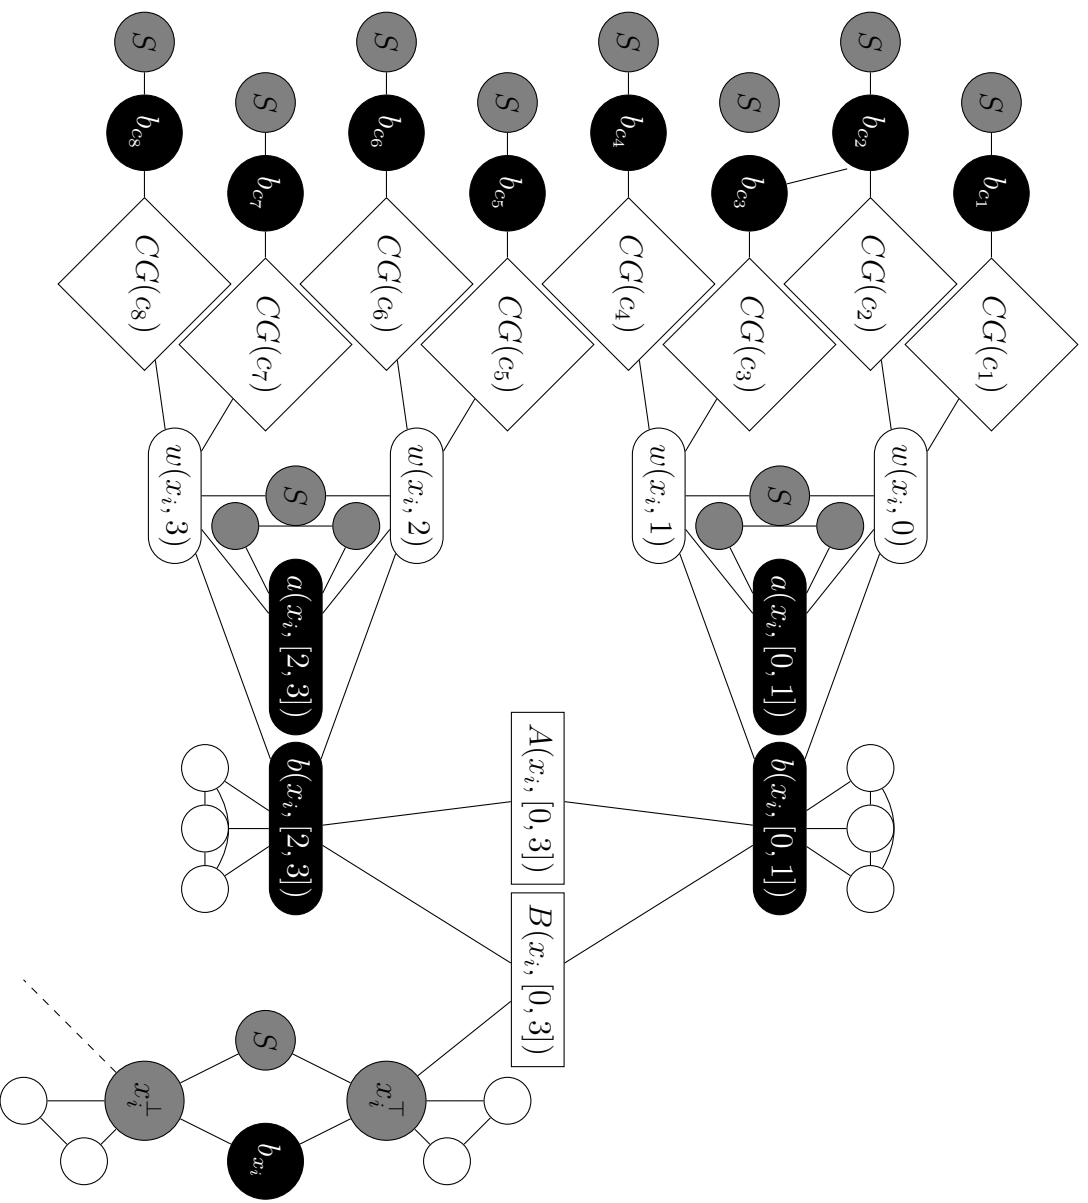 S
b_{c_1}
CG(c_1)
w(x_i, 0)
S
b_{c_2}
CG(c_2)
S
a(x_i, [0, 1])
b(x_i, [0, 1])
S
b_{c_3}
CG(c_3)
w(x_i, 1)
S
b_{c_4}
CG(c_4)
A(x_i, [0, 3])
B(x_i, [0, 3])
S
b_{c_5}
CG(c_5)
w(x_i, 2)
S
b_{c_6}
CG(c_6)
x_i^⊤
S
a(x_i, [2, 3])
b(x_i, [2, 3])
S
b_{c_7}
CG(c_7)
S
b_{x_i}
w(x_i, 3)
S
b_{c_8}
CG(c_8)
x_i^⊥